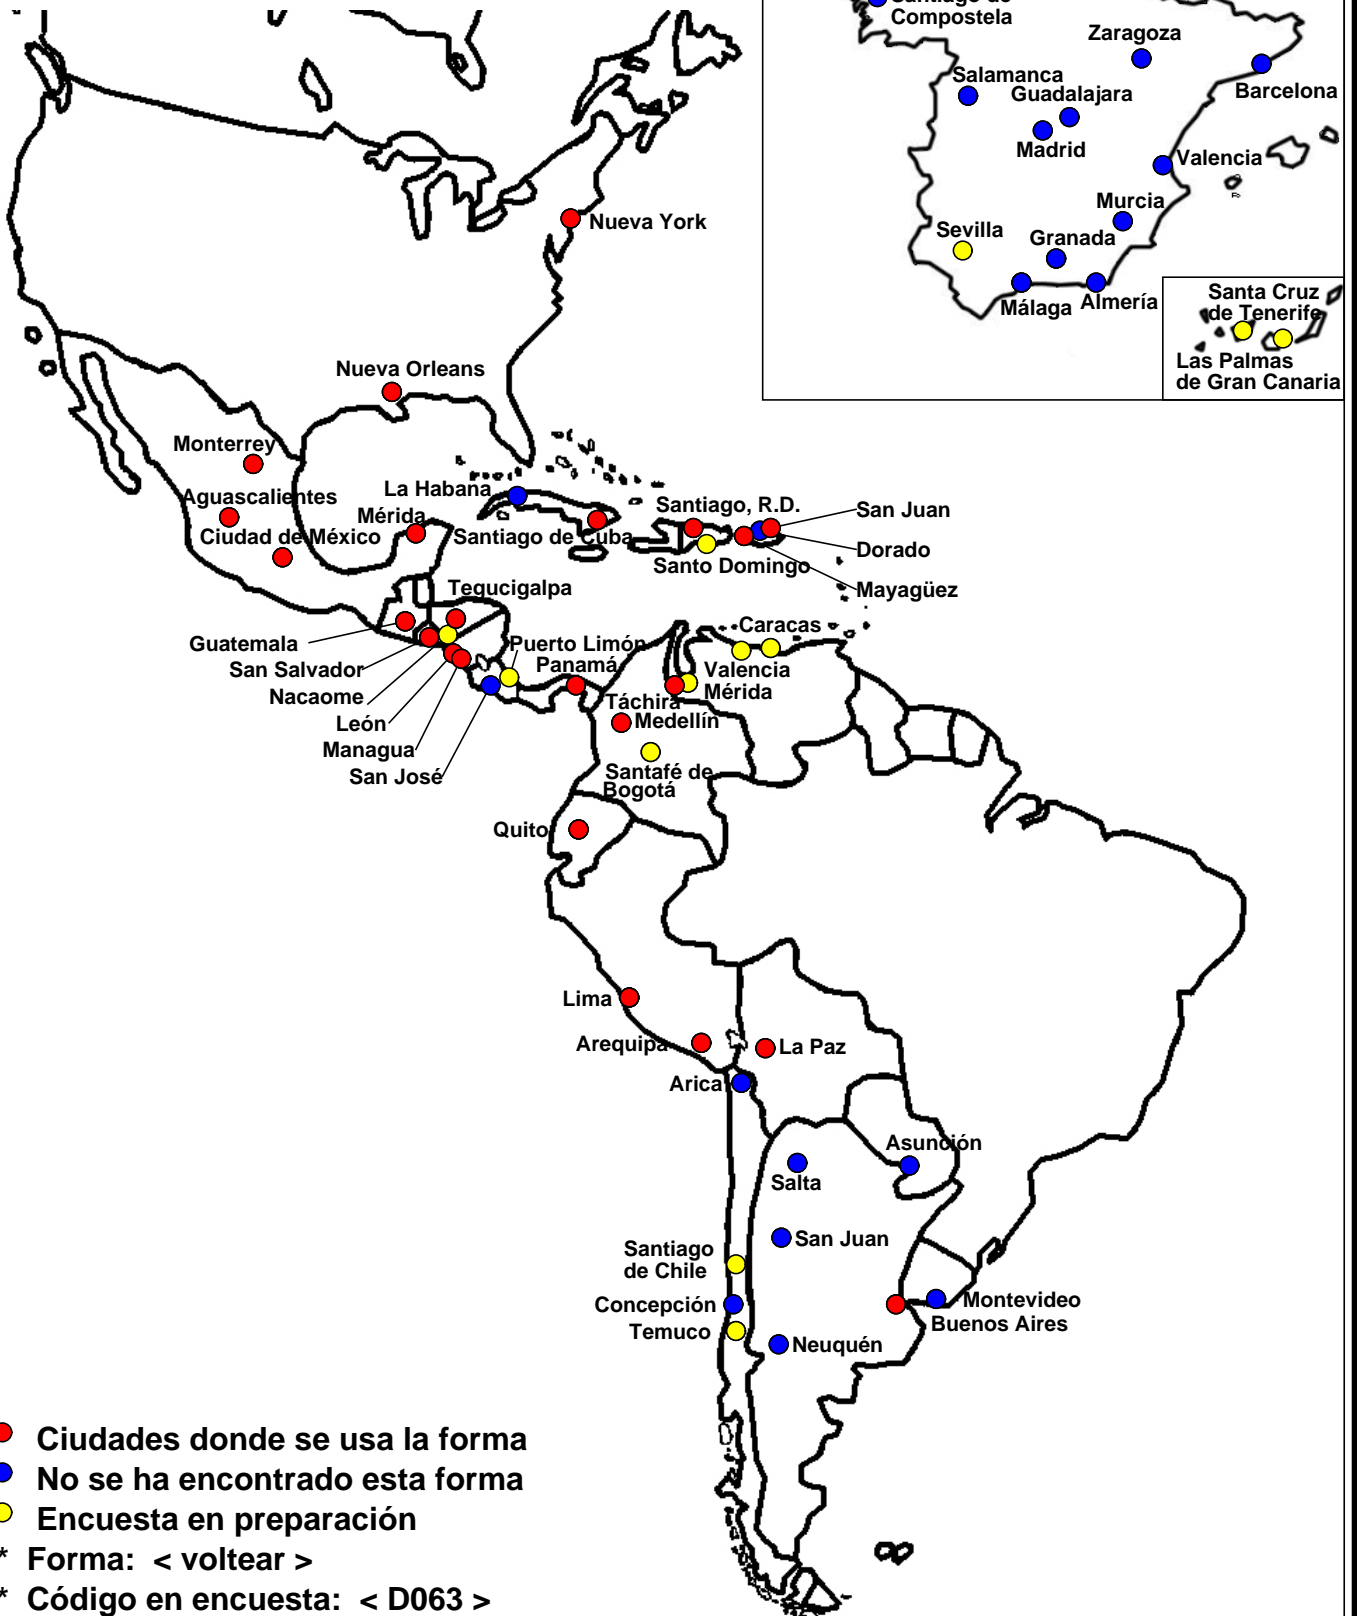 Santiago de
Compostela
Zaragoza
Salamanca
Guadalajara
Barcelona
Madrid
Valencia
Murcia
Sevilla
Granada
Málaga
Almería
Santa Cruz
de Tenerife
Las Palmas
de Gran Canaria
Nueva York
Nueva Orleans
Monterrey
Aguascalientes
Ciudad de México
La Habana
Mérida
Santiago de Cuba
Santiago, R.D.
Santo Domingo
San Juan
Dorado
Mayagüez
Tegucigalpa
Guatemala
San Salvador
Nacaome
León
Managua
San José
Puerto Limón
Panamá
Caracas
Valencia
Mérida
Táchira
Medellín
Santafé de
Bogotá
Quito
Lima
Arequipa
La Paz
Arica
Asunción
Salta
San Juan
Santiago
de Chile
Concepción
Temuco
Neuquén
Montevideo
Buenos Aires
Ciudades donde se usa la forma
No se ha encontrado esta forma
Encuesta en preparación
* Forma: < voltear >
* Código en encuesta: < D063 >